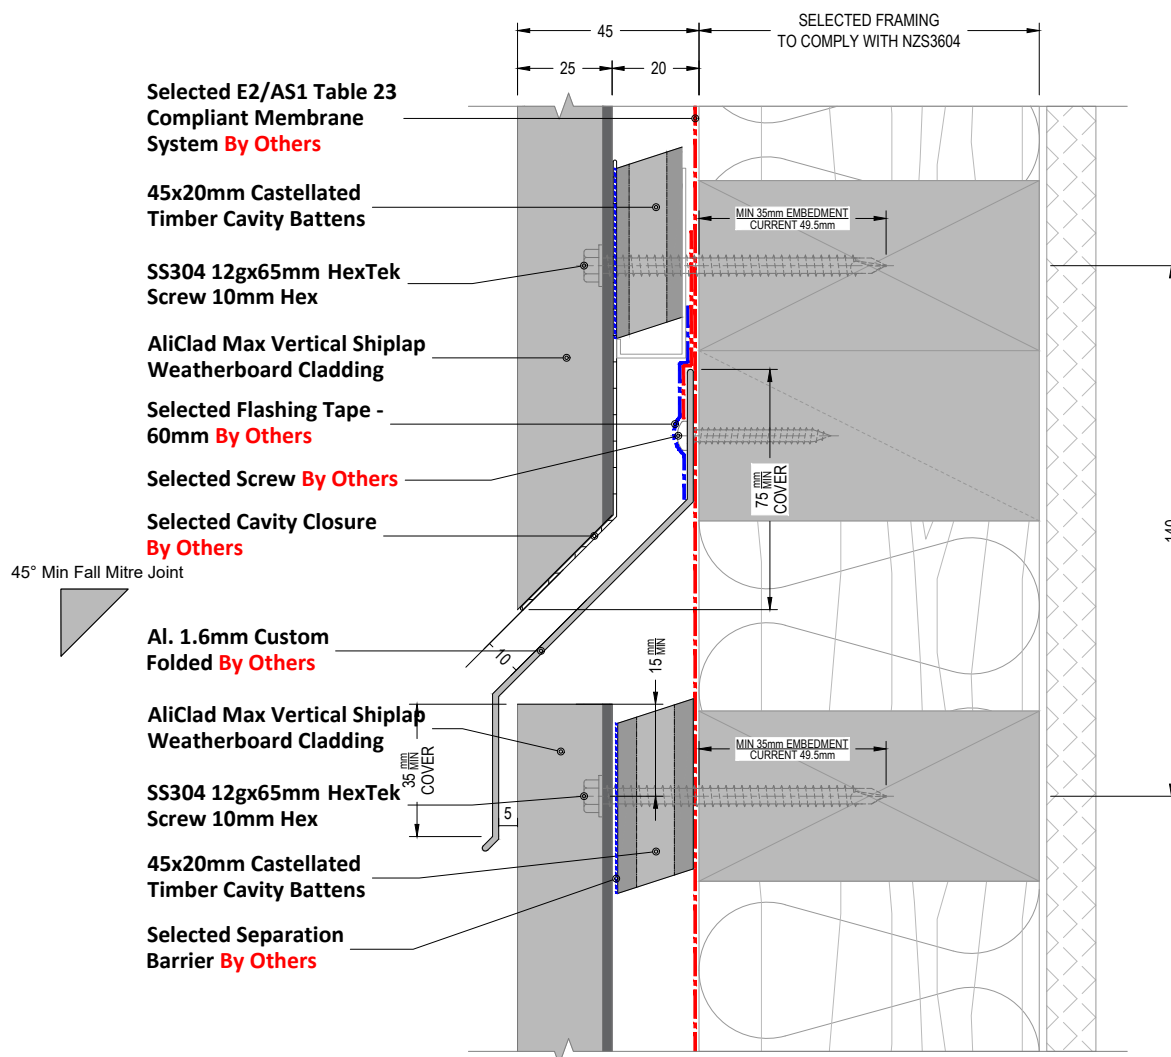 SELECTED FRAMING
TO COMPLY WITH NZS3604
45
25
20
Selected E2/AS1 Table 23
Compliant Membrane
System By Others
45x20mm Castellated
Timber Cavity Battens
MIN 35mm EMBEDMENT
CURRENT 49.5mm
SS304 12gx65mm HexTek
Screw 10mm Hex
AliClad Max Vertical Shiplap
Weatherboard Cladding
Selected Flashing Tape -
60mm By Others
Selected Screw By Others
75 mm MIN
COVER
Selected Cavity Closure
By Others
140
45° Min Fall Mitre Joint
Al. 1.6mm Custom
Folded By Others
10
15 mm MIN
AliClad Max Vertical Shiplap
Weatherboard Cladding
35 mm MIN
COVER
MIN 35mm EMBEDMENT
CURRENT 49.5mm
SS304 12gx65mm HexTek
Screw 10mm Hex
5
45x20mm Castellated
Timber Cavity Battens
Selected Separation
Barrier By Others